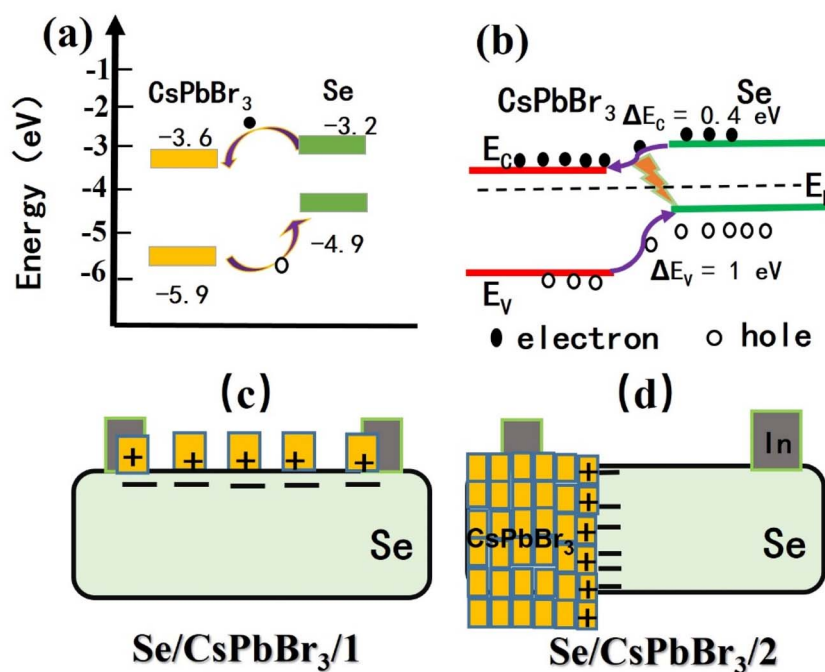 (a)
Energy (eV)
-1
-2
-3
-4
-5
-6
CsPbBr3
Se
-3.6
-3.2
-4.9
-5.9
(b)
CsPbBr3
ΔEC = 0.4 eV
Se
EC
EV
ΔEV = 1 eV
electron
hole
(c)
+ + + + +
Se
Se/CsPbBr3/1
(d)
In
+
+
+
+
+
+
CsPbBr3
Se
Se/CsPbBr3/2